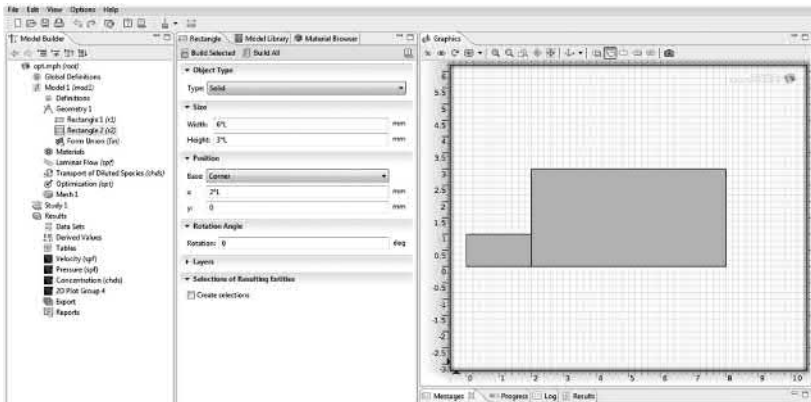 File Edit View Options Help
Model Builder
opt.mph (root)
Global Definitions
Model 1 (mod1)
Definitions
Geometry 1
Rectangle 1 (r1)
Rectangle 2 (r2)
Form Union (fin)
Materials
Laminar Flow (spf)
Transport of Diluted Species (chds)
Optimization (opt)
Mesh 1
Study 1
Results
Data Sets
Derived Values
Tables
Velocity (spf)
Pressure (spf)
Concentration (chds)
2D Plot Group 4
Export
Reports
Rectangle Model Library Material Browser
Build Selected Build All
Object Type
Type: Solid
Size
Width: 6*L mm
Height: 3*L mm
Position
Base: Corner
x: 2*L mm
y: 0 mm
Rotation Angle
Rotation: 0 deg
Layers
Selections of Resulting Entities
Create selections
Graphics
6
5.5
5
4.5
4
3.5
3
2.5
2
1.5
1
0.5
0
-0.5
-1
-1.5
-2
-2.5
-3
0 1 2 3 4 5 6 7 8 9 10
Messages Progress Log Results